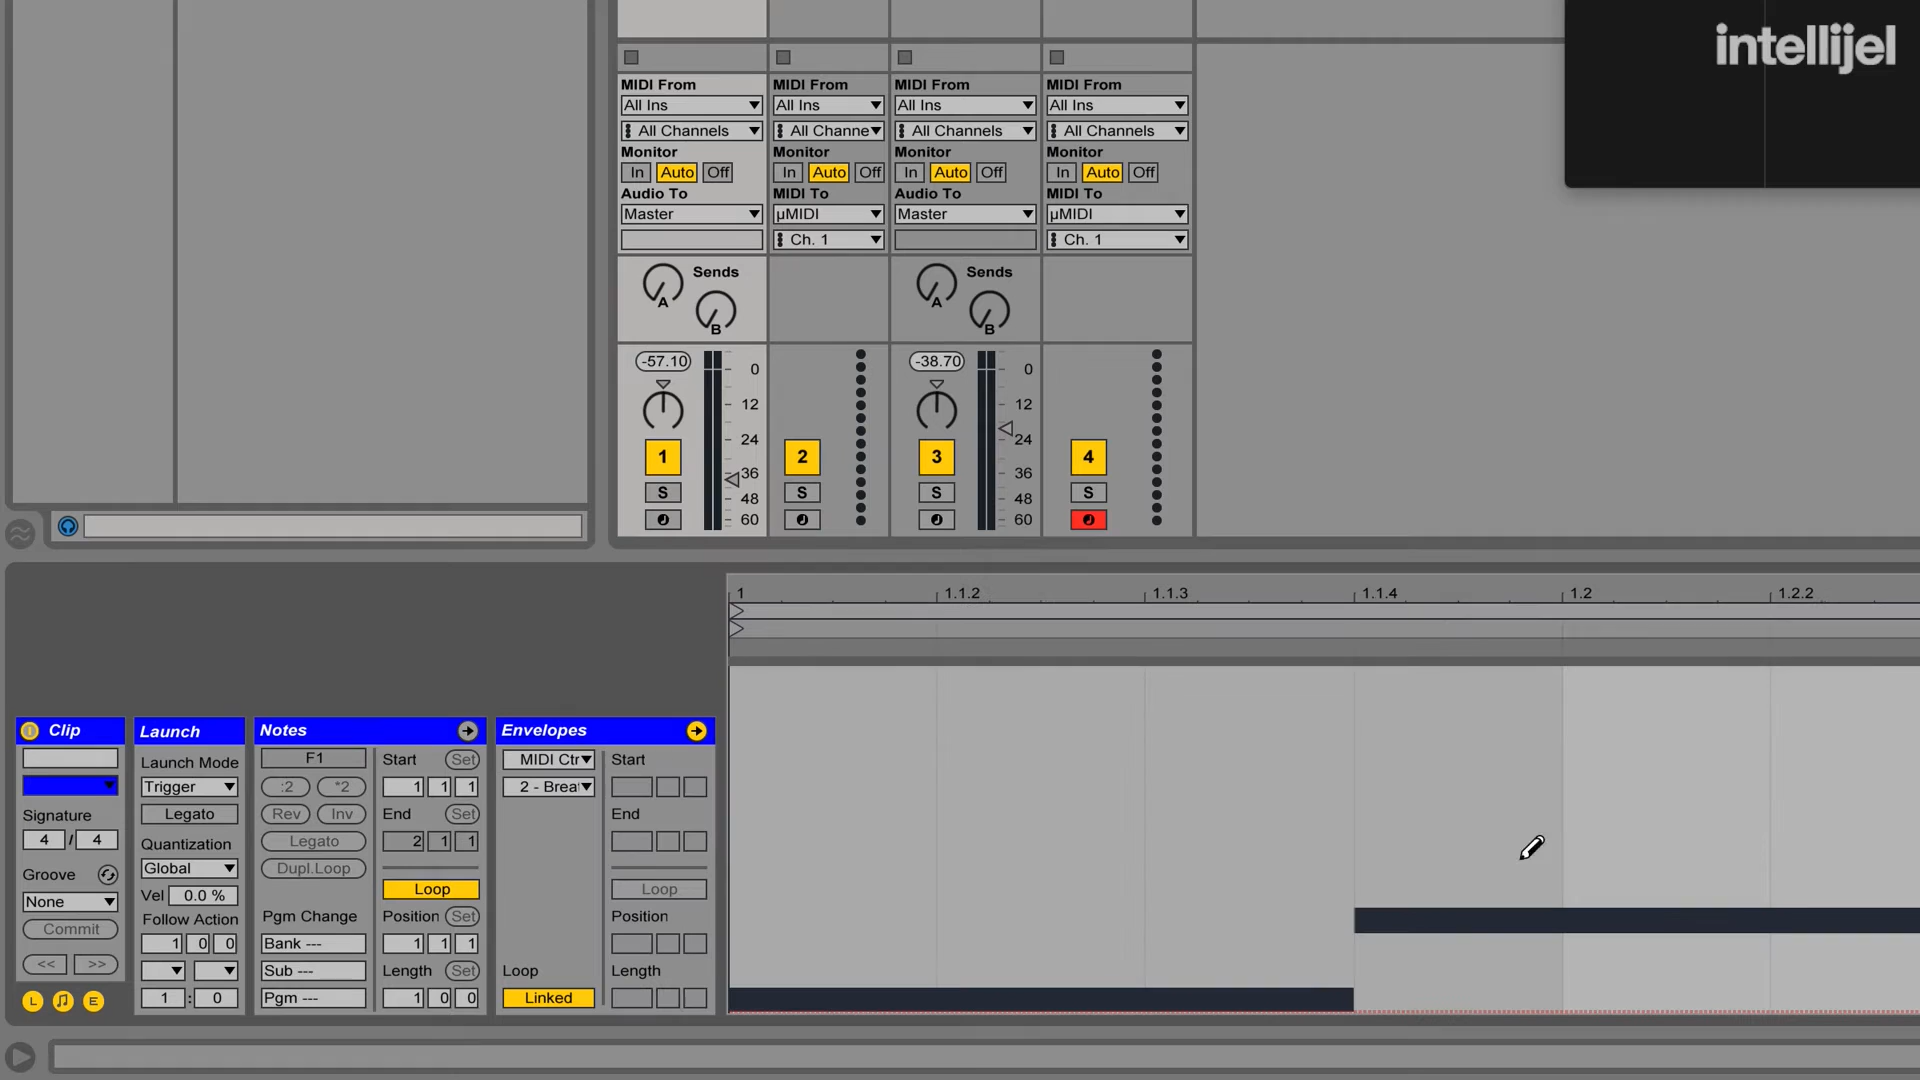 intellijel
MIDI From MIDI From MIDI From MIDI From
All Ins All Ins All Ins All Ins
All Channels All Channe All Channels All Channels
Monitor Monitor Monitor Monitor
In Auto Off In Auto Off In Auto Off In Auto Off
Audio To MIDI To Audio To MIDI To
Master µMIDI Master µMIDI
Ch. 1 Ch. 1
Sends Sends
A A
B B
-57.10 -38.70
0 0
12 12
24 24
1 2 3 4
36 36
S S S S
48 48
60 60
1 1.1.2 1.1.3 1.1.4 1.2 1.2.2
Clip Launch Notes Envelopes
Launch Mode F1 Start Set MIDI Ctr Start
Trigger :2 *2 1 1 1 2 - Brea
Signature Legato Rev Inv End Set End
4 / 4 Quantization Legato 2 1 1
Groove Global Dupl.Loop
None Vel 0.0 % Loop Loop
Commit Follow Action Pgm Change Position Set Position
1 0 0 Bank --- 1 1 1
<< >> Sub --- Length Set Loop Length
L E 1 : 0 Pgm --- 1 0 0 Linked